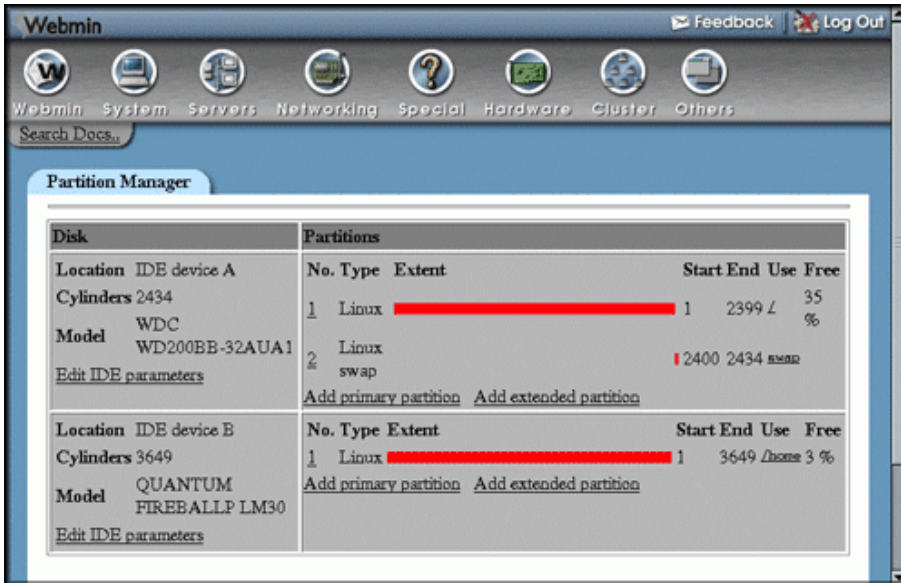 Webmin
Feedback | Log Out
Webmin System Servers Networking Special Hardware Cluster Others
Search Docs..
Partition Manager
Disk Partitions
Location IDE device A
Cylinders 2434
Model WDC WD200BB-32AUA1
Edit IDE parameters
No. Type Extent Start End Use Free
1 Linux 1 2399 / 35 %
2 Linux swap 2400 2434 swap
Add primary partition Add extended partition
Location IDE device B
Cylinders 3649
Model QUANTUM FIREBALLP LM30
Edit IDE parameters
No. Type Extent Start End Use Free
1 Linux 1 3649 /home 3 %
Add primary partition Add extended partition